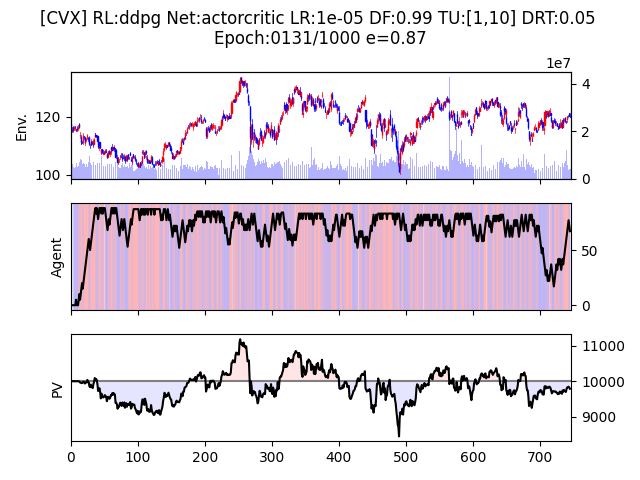 [CVX] RL:ddpg Net:actorcritic LR:1e-05 DF:0.99 TU:[1,10] DRT:0.05
Epoch:0131/1000 e=0.87
1e7
Env.
120
100
4
2
0
Agent
50
0
PV
11000
10000
9000
0 100 200 300 400 500 600 700